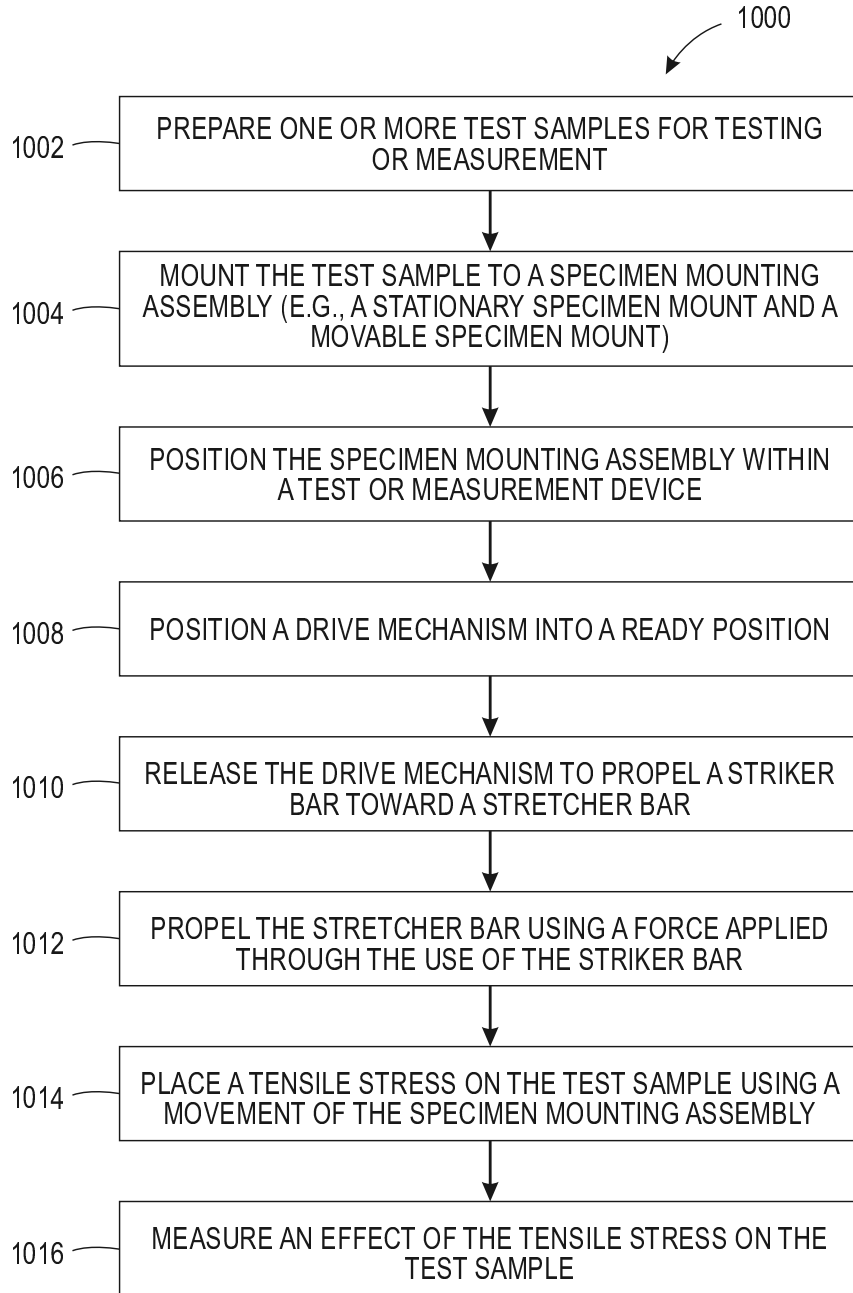 1000
1002
PREPARE ONE OR MORE TEST SAMPLES FOR TESTING
OR MEASUREMENT
1004
MOUNT THE TEST SAMPLE TO A SPECIMEN MOUNTING
ASSEMBLY (E.G., A STATIONARY SPECIMEN MOUNT AND A
MOVABLE SPECIMEN MOUNT)
1006
POSITION THE SPECIMEN MOUNTING ASSEMBLY WITHIN
A TEST OR MEASUREMENT DEVICE
1008
POSITION A DRIVE MECHANISM INTO A READY POSITION
1010
RELEASE THE DRIVE MECHANISM TO PROPEL A STRIKER
BAR TOWARD A STRETCHER BAR
1012
PROPEL THE STRETCHER BAR USING A FORCE APPLIED
THROUGH THE USE OF THE STRIKER BAR
1014
PLACE A TENSILE STRESS ON THE TEST SAMPLE USING A
MOVEMENT OF THE SPECIMEN MOUNTING ASSEMBLY
1016
MEASURE AN EFFECT OF THE TENSILE STRESS ON THE
TEST SAMPLE